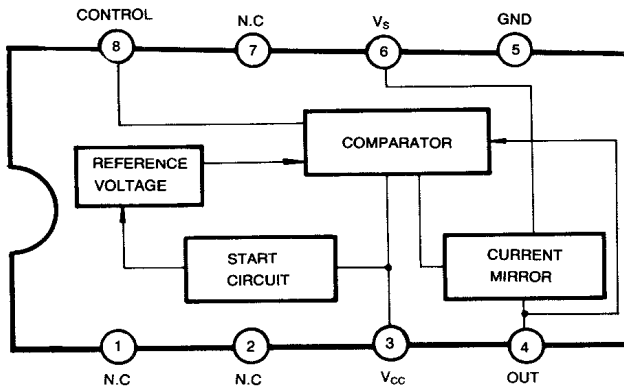 CONTROL N.C VS GND
8 7 6 5
COMPARATOR
REFERENCE
VOLTAGE
START
CIRCUIT
CURRENT
MIRROR
1 2 3 4
N.C N.C VCC OUT